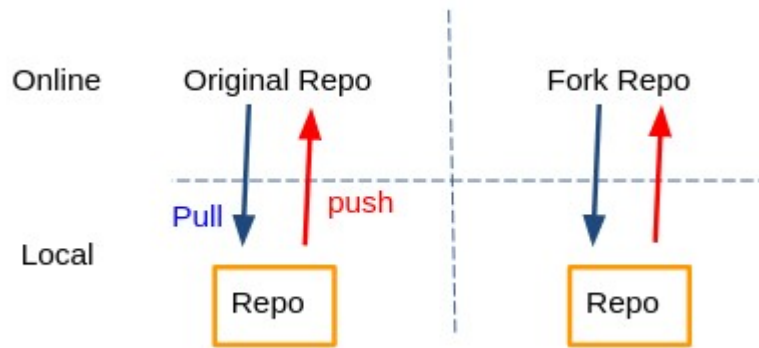 Online
Original Repo
Fork Repo
Pull
push
Local
Repo
Repo